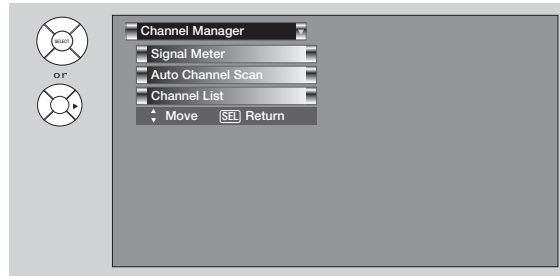 SELECT
or
Channel Manager
Signal Meter
Auto Channel Scan
Channel List
Move SEL Return